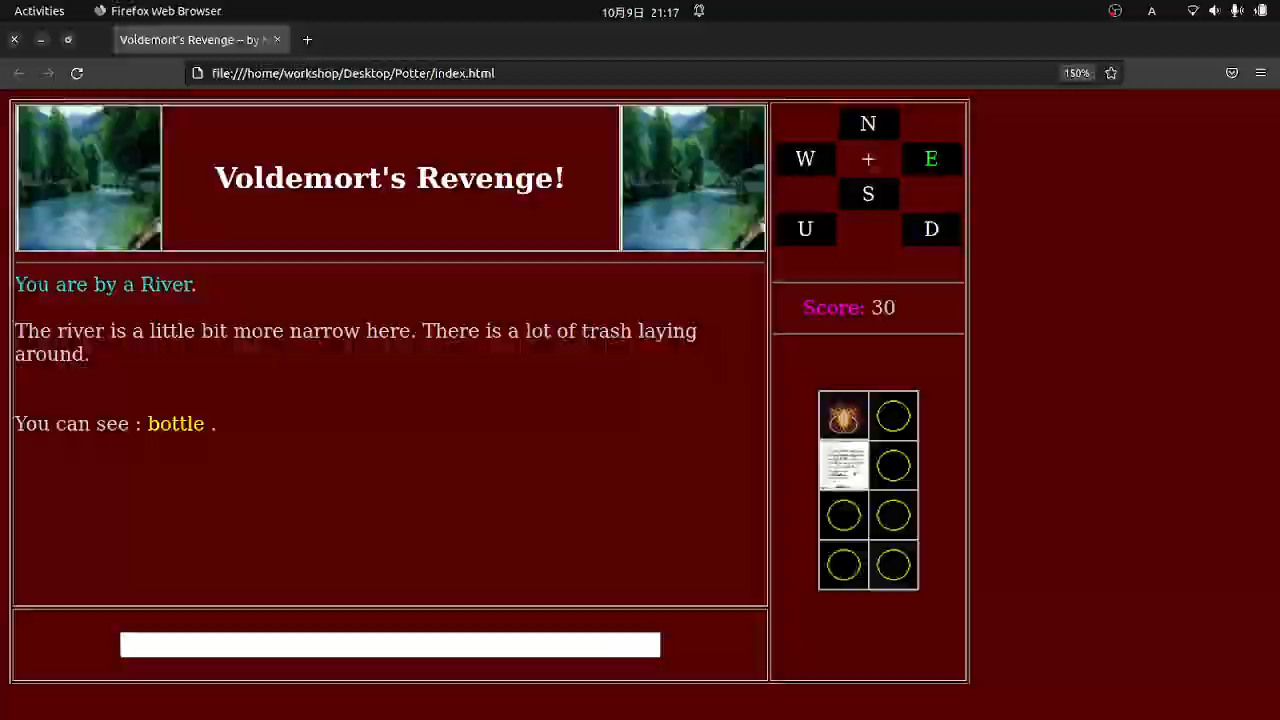 Activities
Firefox Web Browser
10月9日 21:17
A
Voldemort's Revenge -- by
file:///home/workshop/Desktop/Potter/index.html
150%
Voldemort's Revenge!
N
W + E
S
U D
You are by a River.
Score: 30
The river is a little bit more narrow here. There is a lot of trash laying
around.
You can see : bottle .